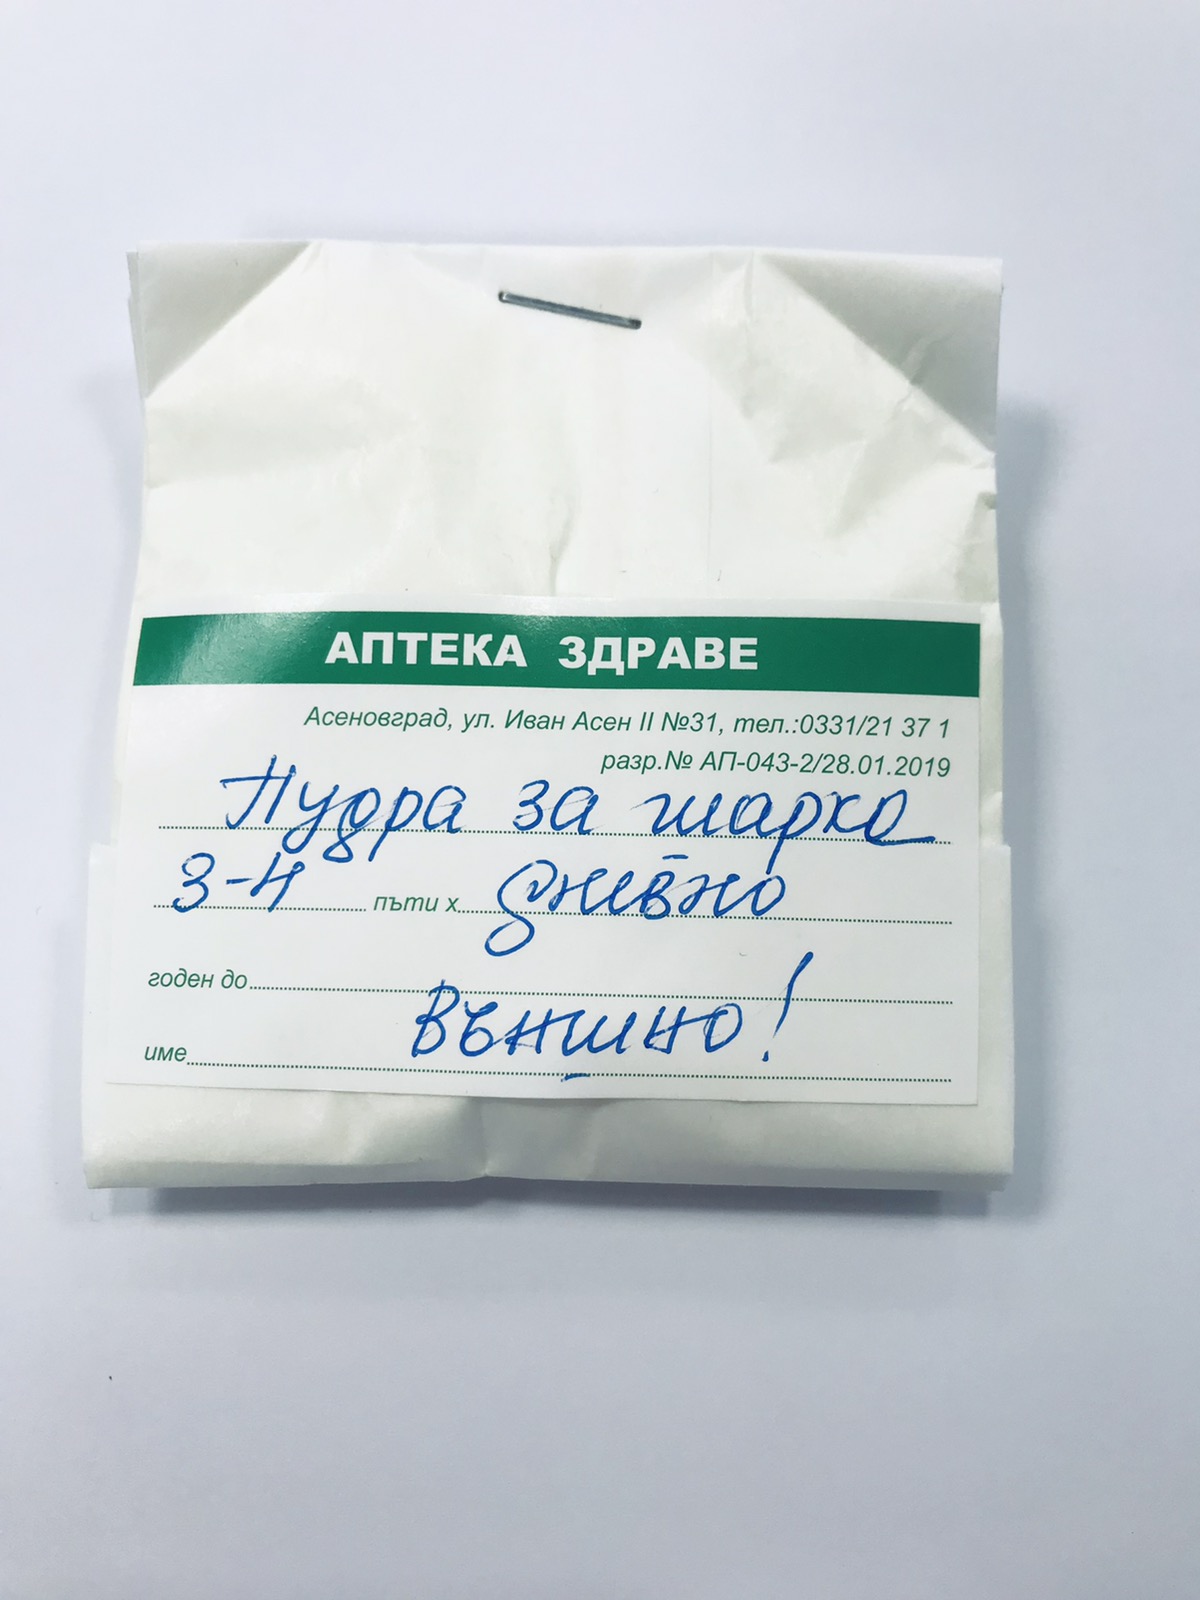 АПТЕКА ЗДРАВЕ
Асеновград, ул. Иван Асен II №31, тел.:0331/21 37 1
разр.№ АП-043-2/28.01.2019
Пудра за шарка
3-4 пъти х дневно
годен до
Външно!
име